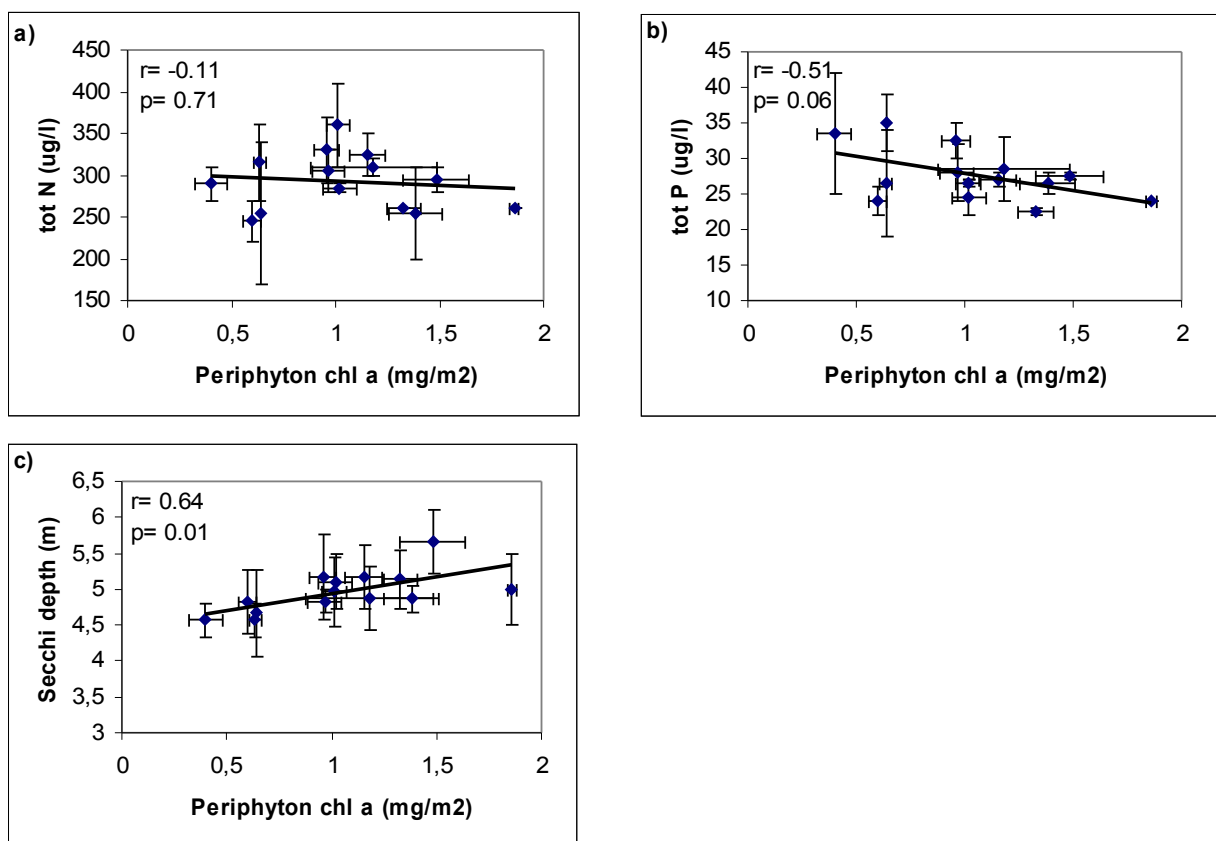 a)
r= -0.11
p= 0.71
tot N (ug/l)
450
400
350
300
250
200
150
0
0,5
1
1,5
2
Periphyton chl a (mg/m2)
b)
r= -0.51
p= 0.06
tot P (ug/l)
45
40
35
30
25
20
15
10
0
0,5
1
1,5
2
Periphyton chl a (mg/m2)
c)
r= 0.64
p= 0.01
Secchi depth (m)
6,5
6
5,5
5
4,5
4
3,5
3
0
0,5
1
1,5
2
Periphyton chl a (mg/m2)